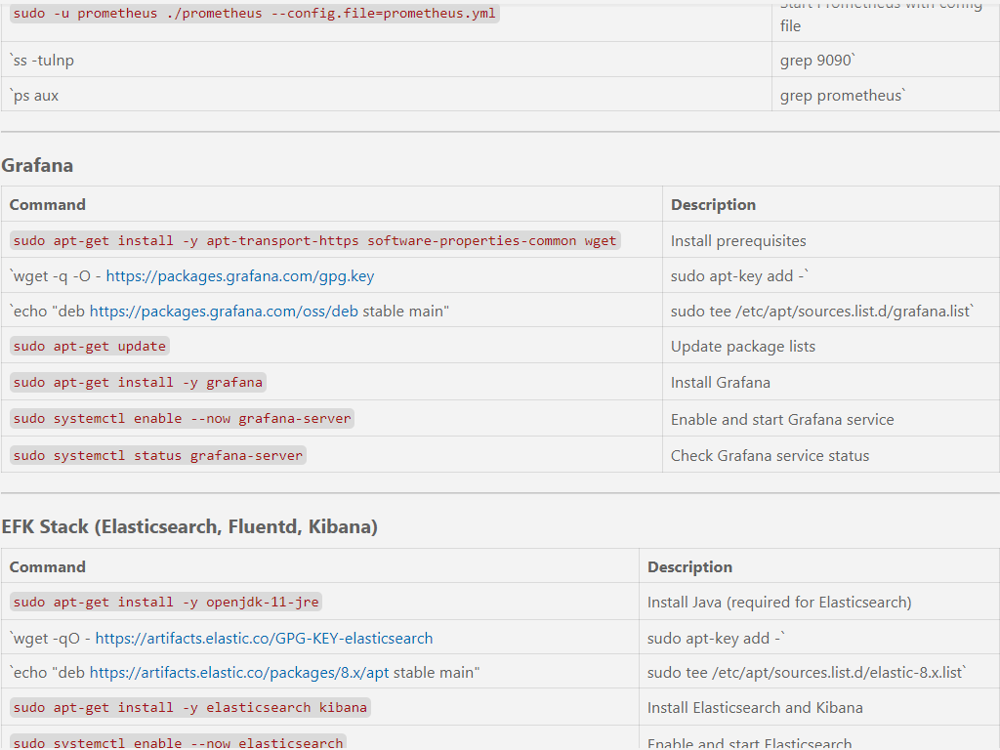 sudo -u prometheus ./prometheus --config.file=prometheus.yml
Start Prometheus with config
file
`ss -tulnp
grep 9090`
`ps aux
grep prometheus`
Grafana
Command
Description
sudo apt-get install -y apt-transport-https software-properties-common wget
Install prerequisites
`wget -q -O - https://packages.grafana.com/gpg.key
sudo apt-key add -`
`echo "deb https://packages.grafana.com/oss/deb stable main"
sudo tee /etc/apt/sources.list.d/grafana.list`
sudo apt-get update
Update package lists
sudo apt-get install -y grafana
Install Grafana
sudo systemctl enable --now grafana-server
Enable and start Grafana service
sudo systemctl status grafana-server
Check Grafana service status
EFK Stack (Elasticsearch, Fluentd, Kibana)
Command
Description
sudo apt-get install -y openjdk-11-jre
Install Java (required for Elasticsearch)
`wget -qO - https://artifacts.elastic.co/GPG-KEY-elasticsearch
sudo apt-key add -`
`echo "deb https://artifacts.elastic.co/packages/8.x/apt stable main"
sudo tee /etc/apt/sources.list.d/elastic-8.x.list`
sudo apt-get install -y elasticsearch kibana
Install Elasticsearch and Kibana
sudo systemctl enable --now elasticsearch
Enable and start Elasticsearch